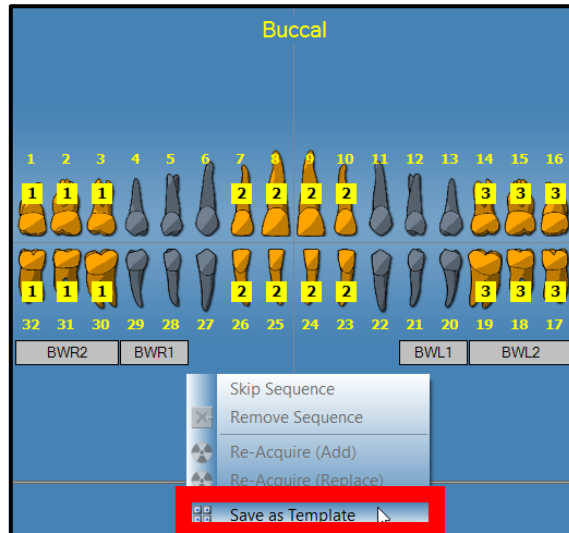 Buccal
1 2 3 4 5 6 7 8 9 10 11 12 13 14 15 16
1 1 1 2 2 2 2 3 3 3
1 1 1 2 2 2 2 3 3 3
32 31 30 29 28 27 26 25 24 23 22 21 20 19 18 17
BWR2 BWR1 BWL1 BWL2
Skip Sequence
Remove Sequence
Re-Acquire (Add)
Re-Acquire (Replace)
Save as Template